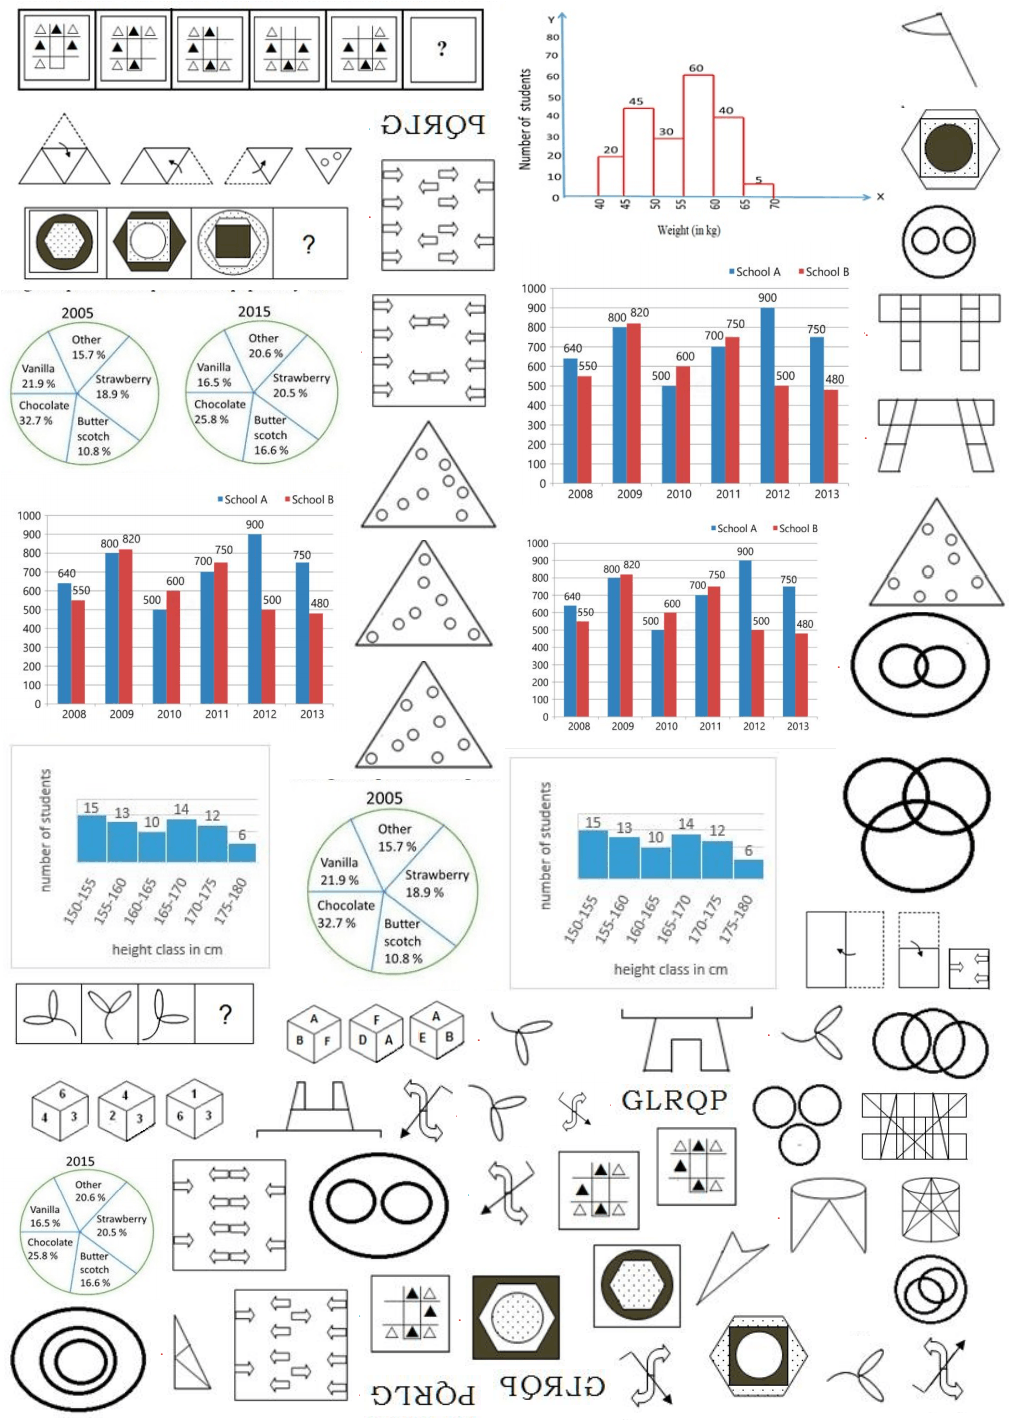 ?
PQRLG
?
Y
80
70
60
50
40
30
20
10
0
20
45
30
60
40
5
40
45
50
55
60
65
70
X
Number of students
Weight (in kg)
2005
Other
15.7 %
Vanilla
21.9 %
Strawberry
18.9 %
Chocolate
32.7 %
Butter
scotch
10.8 %
2015
Other
20.6 %
Vanilla
16.5 %
Strawberry
20.5 %
Chocolate
25.8 %
Butter
scotch
16.6 %
School A School B
1000
900
800
700
600
500
400
300
200
100
0
640 550 800 820 500 600 700 750 900 500 750 480
2008 2009 2010 2011 2012 2013
School A School B
1000
900
800
700
600
500
400
300
200
100
0
640 550 800 820 500 600 700 750 900 500 750 480
2008 2009 2010 2011 2012 2013
School A School B
1000
900
800
700
600
500
400
300
200
100
0
640 550 800 820 500 600 700 750 900 500 750 480
2008 2009 2010 2011 2012 2013
number of students
15 13 10 14 12 6
150-155 155-160 160-165 165-170 170-175 175-180
height class in cm
2005
Other
15.7 %
Vanilla
21.9 %
Strawberry
18.9 %
Chocolate
32.7 %
Butter
scotch
10.8 %
number of students
15 13 10 14 12 6
150-155 155-160 160-165 165-170 170-175 175-180
height class in cm
?
A
B F
F
D A
A
E B
6
4 3
4
2 3
1
6 3
GLRQP
2015
Other
20.6 %
Vanilla
16.5 %
Strawberry
20.5 %
Chocolate
25.8 %
Butter
scotch
16.6 %
PQRLG
GLRQP